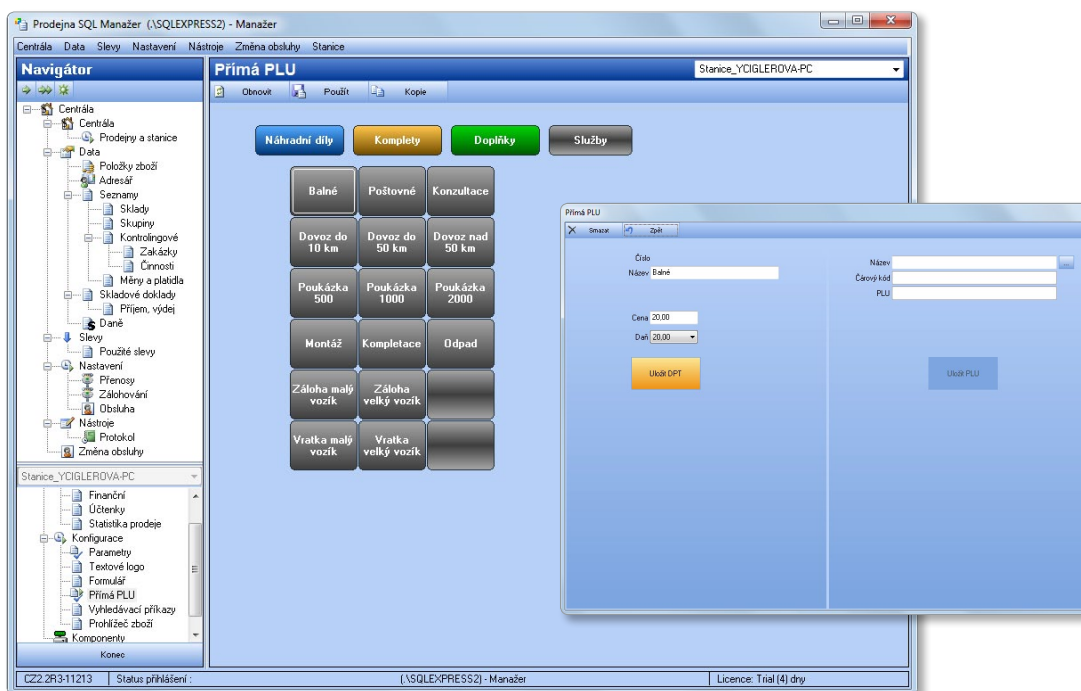 Prodejna SQL Manažer (.\SQLEXPRESS2) - Manažer
Centrála Data Slevy Nastavení Nástroje Změna obsluhy Stanice
Navigátor
Centrála
Centrála
Prodejny a stanice
Data
Položky zboží
Adresář
Seznamy
Sklady
Skupiny
Kontrolingové
Zakázky
Činnosti
Měny a platidla
Skladové doklady
Příjem, výdej
Daně
Slevy
Použité slevy
Nastavení
Přenosy
Zálohování
Obsluha
Nástroje
Protokol
Změna obsluhy
Stanice_YCIGLEROVA-PC
Finanční
Účtenky
Statistika prodeje
Konfigurace
Parametry
Textové logo
Formulář
Přímá PLU
Vyhledávací příkazy
Prohlížeč zboží
Komponenty
Konec
Přímá PLU
Stanice_YCIGLEROVA-PC
Obnovit Použít Kopie
Náhradní díly Komplety Doplňky Služby
Balné Poštovné Konzultace
Dovoz do 10 km Dovoz do 50 km Dovoz nad 50 km
Poukázka 500 Poukázka 1000 Poukázka 2000
Montáž Kompletace Odpad
Záloha malý vozík Záloha velký vozík
Vratka malý vozík Vratka velký vozík
Přímá PLU
Smazat Zpět
Číslo
Název Balné
Cena 20,00
Daň 20,00
Uložit DPT
Název ...
Čárový kód
PLU
Uložit PLU
CZ2.2R3-11213 Status přihlášení : (.\SQLEXPRESS2) - Manažer Licence: Trial (4) dny